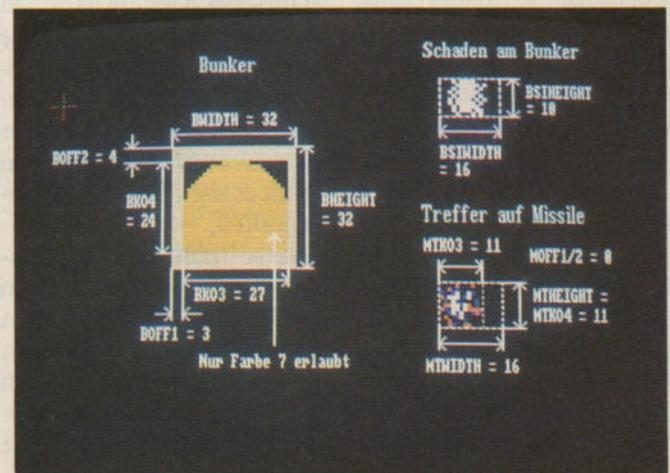 Bunker
BWIDTH = 32
BOFF2 = 4
BKO4
= 24
BHEIGHT
= 32
BKO3 = 27
BOFF1 = 3
Nur Farbe 7 erlaubt
Schaden am Bunker
BSIHEIGHT
= 10
BSIWIDTH
= 16
Treffer auf Missile
MTKO3 = 11
MOFF1/2 = 0
MTHEIGHT =
MTKO4 = 11
MTWIDTH = 16